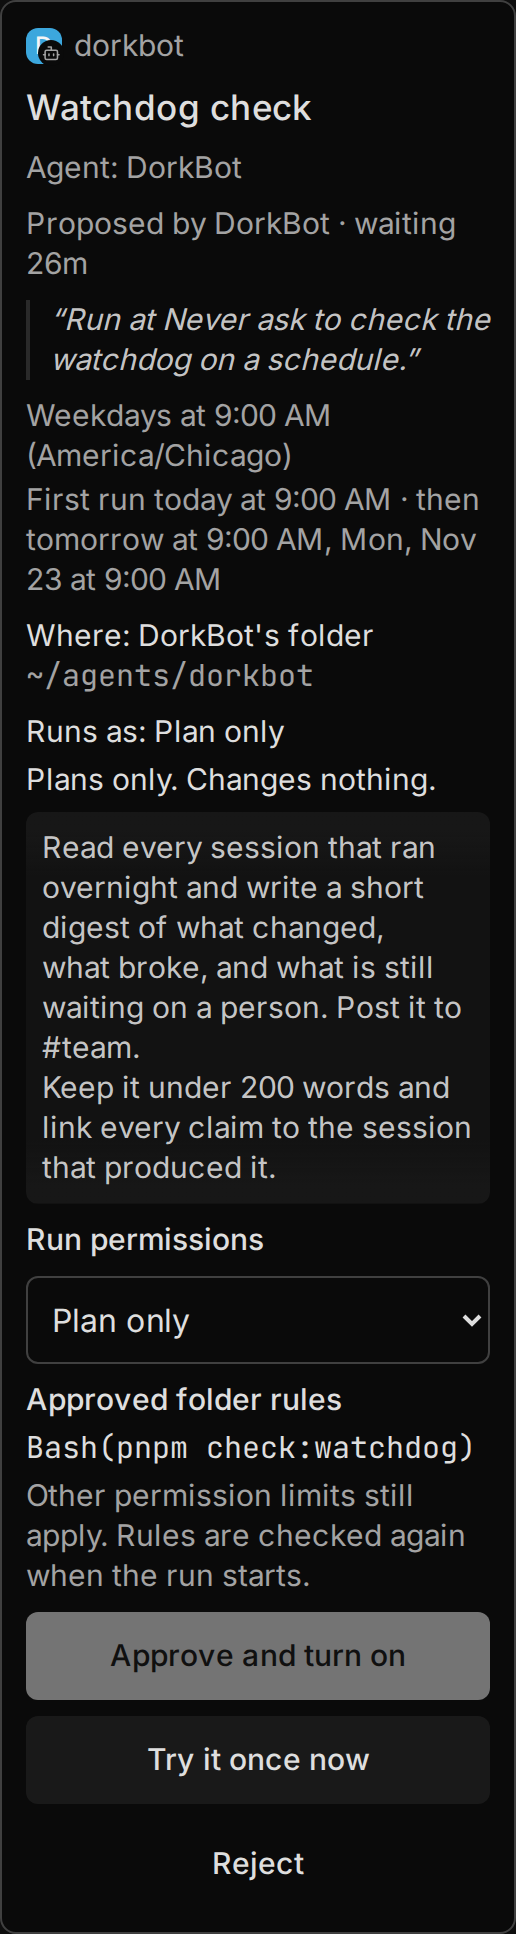 dorkbot
Watchdog check
Agent: DorkBot
Proposed by DorkBot · waiting
26m
“Run at Never ask to check the
watchdog on a schedule.”
Weekdays at 9:00 AM
(America/Chicago)
First run today at 9:00 AM · then
tomorrow at 9:00 AM, Mon, Nov
23 at 9:00 AM
Where: DorkBot's folder
~/agents/dorkbot
Runs as: Plan only
Plans only. Changes nothing.
Read every session that ran
overnight and write a short
digest of what changed,
what broke, and what is still
waiting on a person. Post it to
#team.
Keep it under 200 words and
link every claim to the session
that produced it.
Run permissions
Plan only
Approved folder rules
Bash(pnpm check:watchdog)
Other permission limits still
apply. Rules are checked again
when the run starts.
Approve and turn on
Try it once now
Reject